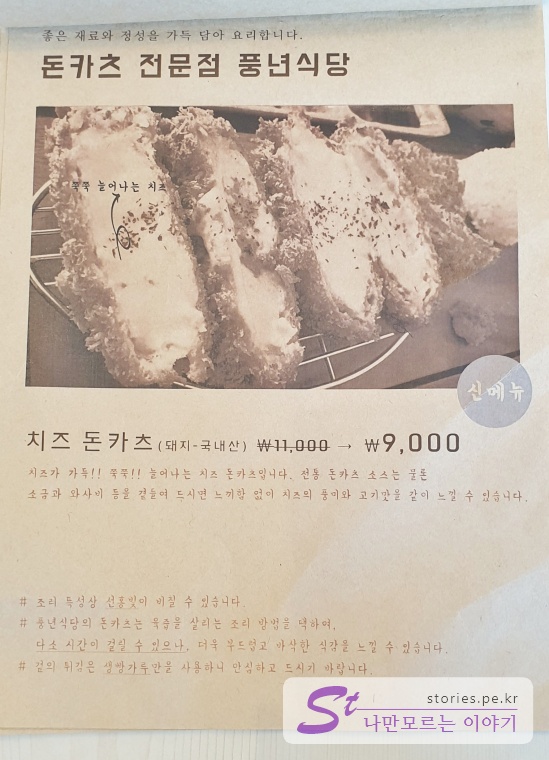 좋은 재료와 정성을 가득 담아 요리합니다.
돈카츠 전문점 풍년식당
쭉쭉 늘어나는 치즈
신메뉴
치즈 돈카츠(돼지-국내산) ₩11,000 → ₩9,000
치즈가 가득!! 쭉쭉!! 늘어나는 치즈 돈카츠입니다. 전통 돈카츠 소스는 물론
소금과 와사비 등을 곁들여 드시면 느끼함 없이 치즈의 풍미와 고기맛을 같이 느낄 수 있습니다.
# 조리 특성상 선홍빛이 비칠 수 있습니다.
# 풍년식당의 돈카츠는 육즙을 살리는 조리 방법을 택하여,
다소 시간이 걸릴 수 있으나, 더욱 부드럽고 바삭한 식감을 느낄 수 있습니다.
# 겉의 튀김은 생빵가루만을 사용하니 안심하고 드시기 바랍니다.
St
stories.pe.kr
나만모르는 이야기